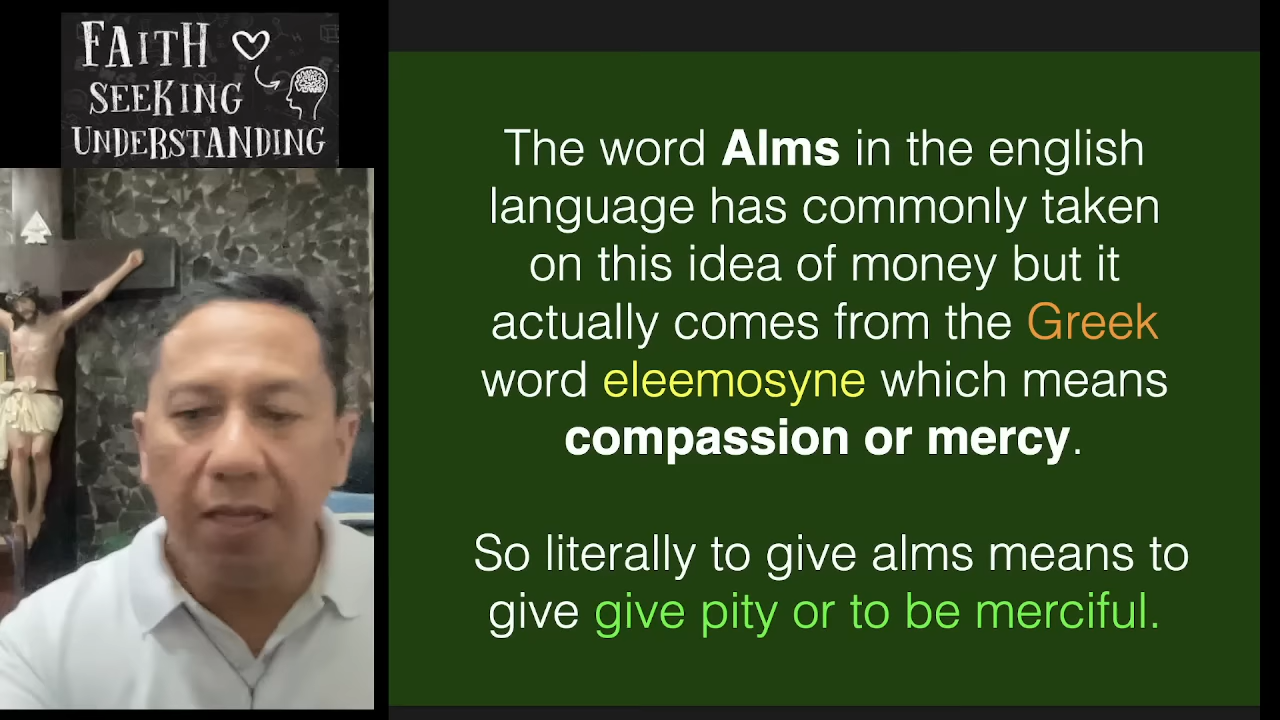 FAITH
SEEKING
UNDERSTANDING
The word Alms in the english
language has commonly taken
on this idea of money but it
actually comes from the Greek
word eleemosyne which means
compassion or mercy.
So literally to give alms means to
give give pity or to be merciful.